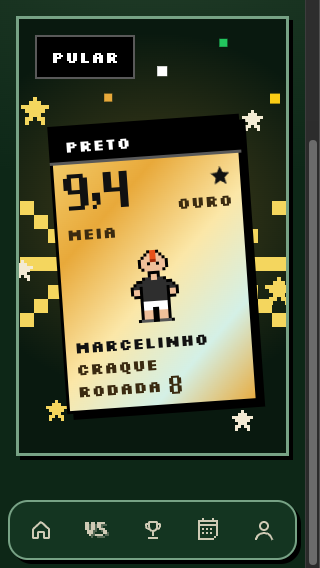 PULAR
PRETO
9,4
OURO
MEIA
MARCELINHO
CRAQUE
RODADA 8
VS